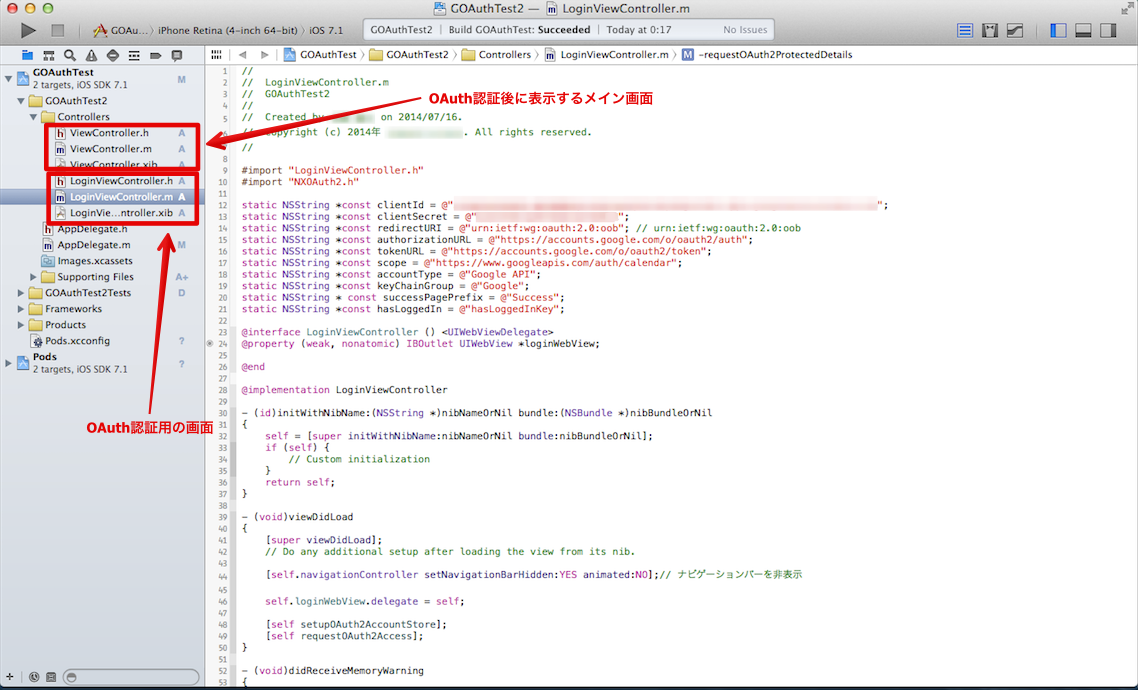 GOAuthTest2 — LoginViewController.m
GOAu... iPhone Retina (4-inch 64-bit) iOS 7.1
GOAuthTest2 Build GOAuthTest: Succeeded Today at 0:17 No Issues
GOAuthTest GOAuthTest2 Controllers LoginViewController.m M -requestOAuth2ProtectedDetails
GOAuthTest
2 targets, iOS SDK 7.1 M
GOAuthTest2
Controllers
ViewController.h A
ViewController.m A
ViewController.xib A
LoginViewController.h A
LoginViewController.m A
LoginVie...ntroller.xib A
AppDelegate.h
AppDelegate.m M
Images.xcassets
Supporting Files A+
GOAuthTest2Tests D
Frameworks
Products
Pods.xcconfig ?
Pods
2 targets, iOS SDK 7.1 ?
OAuth認証後に表示するメイン画面
OAuth認証用の画面
1 //
2 // LoginViewController.m
3 // GOAuthTest2
4 //
5 // Created by on 2014/07/16.
6 // Copyright (c) 2014年 . All rights reserved.
7 //
8
9 #import "LoginViewController.h"
10 #import "NXOAuth2.h"
11
12 static NSString *const clientId = @"";
13 static NSString *const clientSecret = @"";
14 static NSString *const redirectURI = @"urn:ietf:wg:oauth:2.0:oob"; // urn:ietf:wg:oauth:2.0:oob
15 static NSString *const authorizationURL = @"https://accounts.google.com/o/oauth2/auth";
16 static NSString *const tokenURL = @"https://accounts.google.com/o/oauth2/token";
17 static NSString *const scope = @"https://www.googleapis.com/auth/calendar";
18 static NSString *const accountType = @"Google API";
19 static NSString *const keyChainGroup = @"Google";
20 static NSString * const successPagePrefix = @"Success";
21 static NSString *const hasLoggedIn = @"hasLoggedInKey";
22
23 @interface LoginViewController () <UIWebViewDelegate>
24 @property (weak, nonatomic) IBOutlet UIWebView *loginWebView;
25
26 @end
27
28 @implementation LoginViewController
29
30 - (id)initWithNibName:(NSString *)nibNameOrNil bundle:(NSBundle *)nibBundleOrNil
31 {
32 self = [super initWithNibName:nibNameOrNil bundle:nibBundleOrNil];
33 if (self) {
34 // Custom initialization
35 }
36 return self;
37 }
38
39 - (void)viewDidLoad
40 {
41 [super viewDidLoad];
42 // Do any additional setup after loading the view from its nib.
43
44 [self.navigationController setNavigationBarHidden:YES animated:NO];// ナビゲーションバーを非表示
45
46 self.loginWebView.delegate = self;
47
48 [self setupOAuth2AccountStore];
49 [self requestOAuth2Access];
50 }
51
52 - (void)didReceiveMemoryWarning
53 {